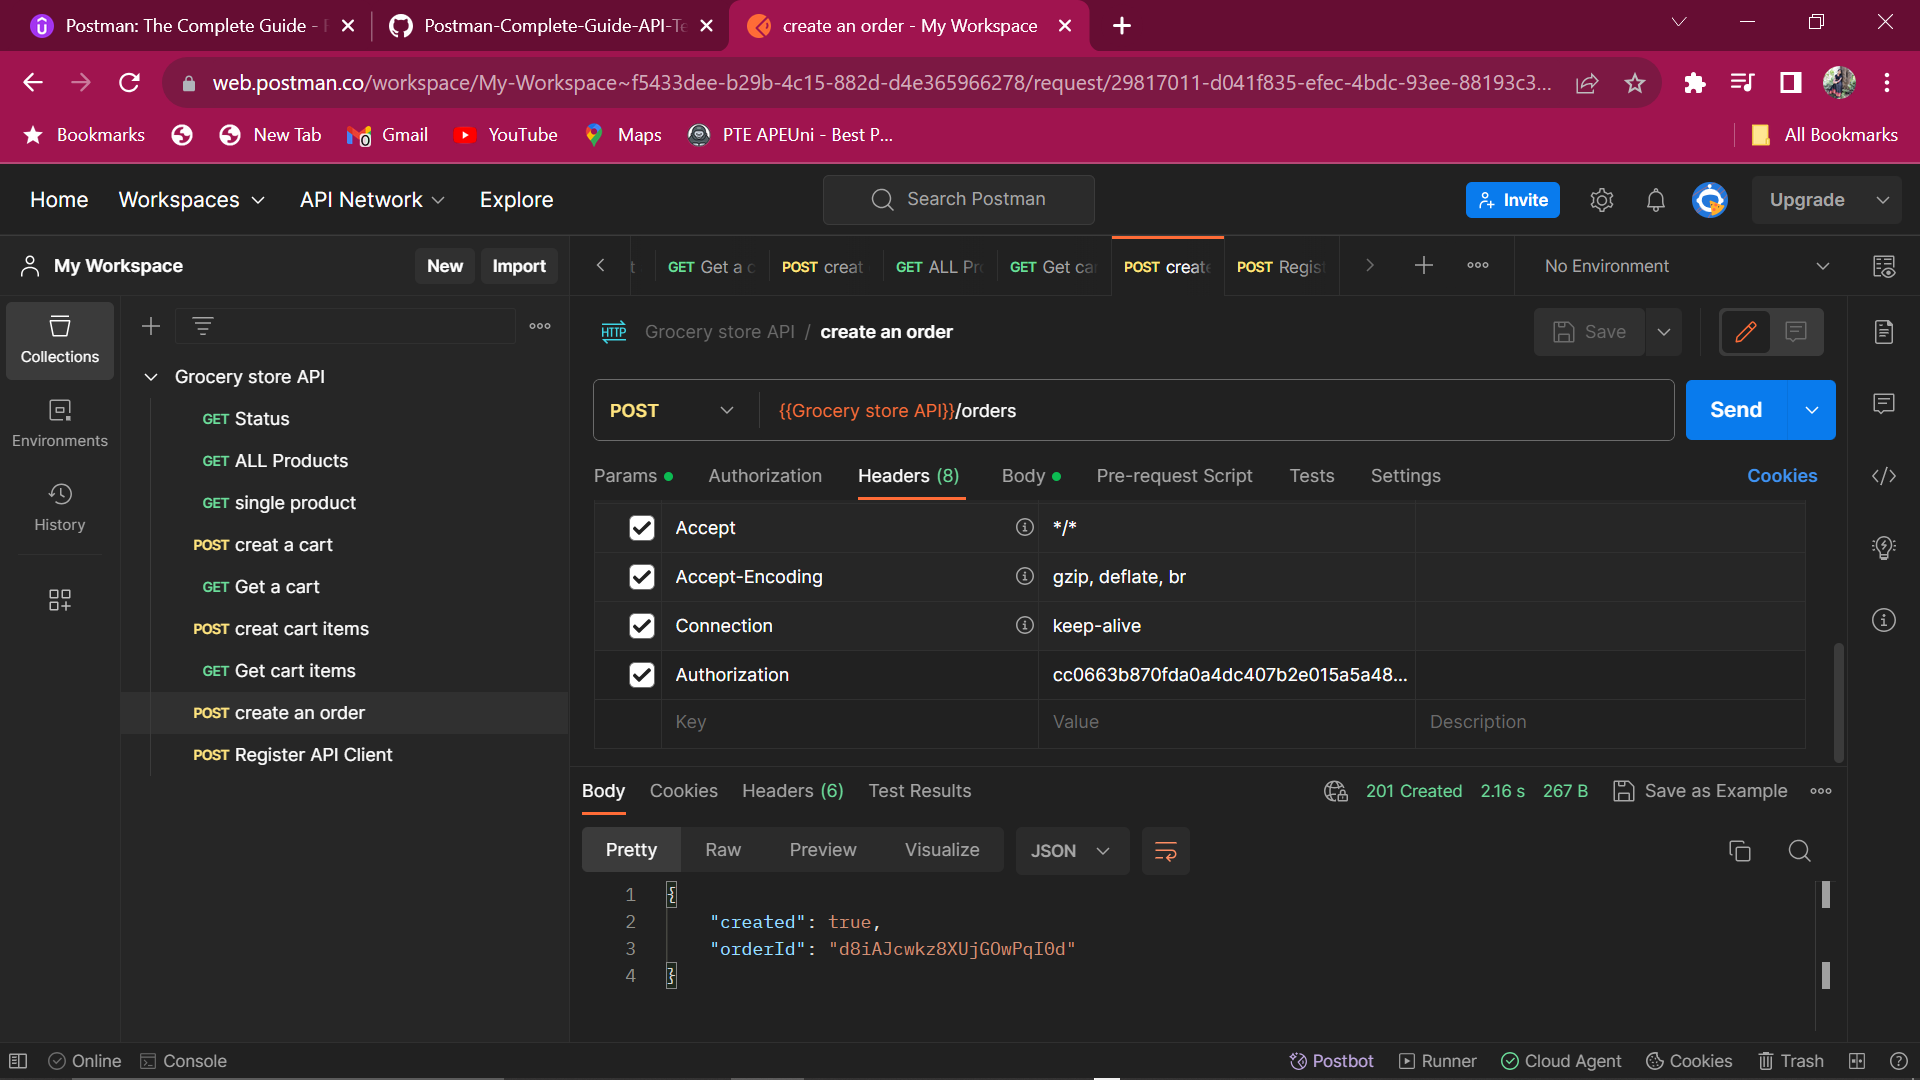 Postman: The Complete Guide -
Postman-Complete-Guide-API-Te
create an order - My Workspace
web.postman.co/workspace/My-Workspace~f5433dee-b29b-4c15-882d-d4e365966278/request/29817011-d041f835-efec-4bdc-93ee-88193c3...
Bookmarks
New Tab
0
Gmail
YouTube
Maps
PTE APEUni - Best P...
All Bookmarks
Home
Workspaces
API Network
Explore
Search Postman
Invite
Upgrade
My Workspace
New
Import
GET Get a c
POST creat
GET ALL Pro
GET Get car
POST create
POST Regist
No Environment
Collections
Environments
History
Grocery store API
GET Status
GET ALL Products
GET single product
POST creat a cart
GET Get a cart
POST creat cart items
GET Get cart items
POST create an order
POST Register API Client
HTTP
Grocery store API / create an order
Save
POST
{{Grocery store API}}/orders
Send
Params
Authorization
Headers (8)
Body
Pre-request Script
Tests
Settings
Cookies
Accept
*/*
Accept-Encoding
gzip, deflate, br
Connection
keep-alive
Authorization
cc0663b870fda0a4dc407b2e015a5a48...
Key
Value
Description
Body
Cookies
Headers (6)
Test Results
201 Created
2.16 s
267 B
Save as Example
Pretty
Raw
Preview
Visualize
JSON
1 {
2 "created": true,
3 "orderId": "d8iAJcwkz8XUjGOwPqI0d"
4 }
Online
Console
Postbot
Runner
Cloud Agent
Cookies
Trash